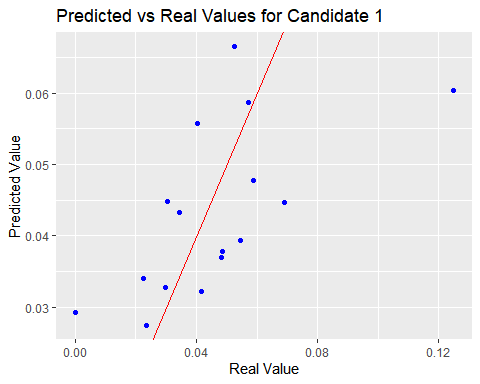 Predicted vs Real Values for Candidate 1
Predicted Value
0.06
0.05
0.04
0.03
0.00 0.04 0.08 0.12
Real Value